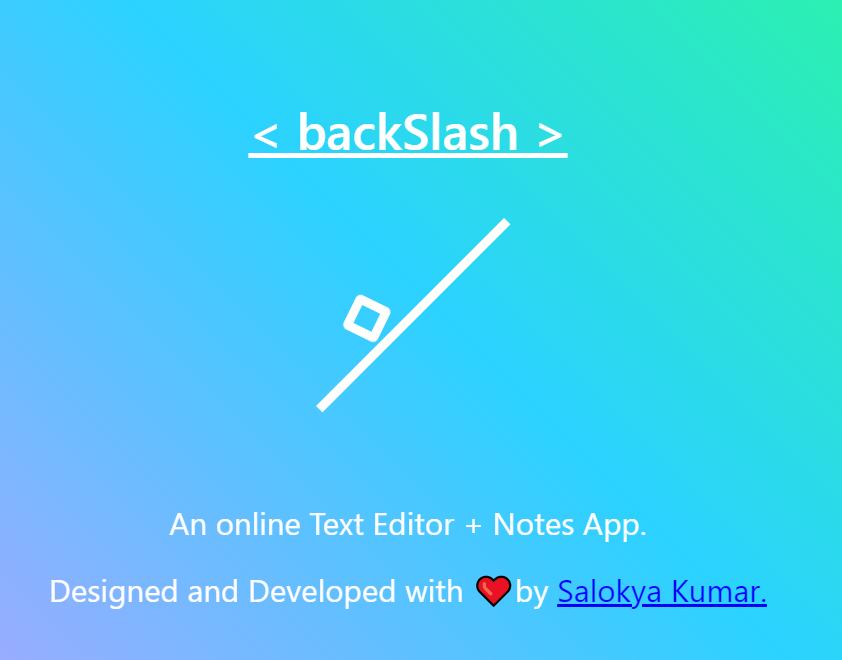 < backSlash >
An online Text Editor + Notes App.
Designed and Developed with ❤️by Salokya Kumar.